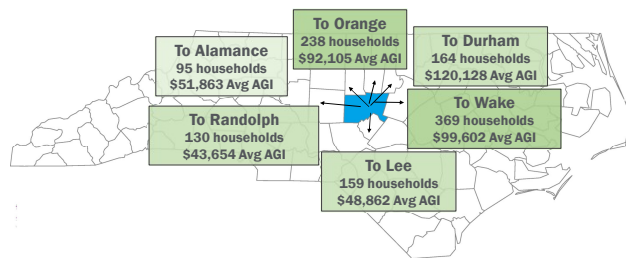 To Orange
238 households
$92,105 Avg AGI
To Alamance
95 households
$51,863 Avg AGI
To Durham
164 households
$120,128 Avg AGI
To Randolph
130 households
$43,654 Avg AGI
To Wake
369 households
$99,602 Avg AGI
To Lee
159 households
$48,862 Avg AGI